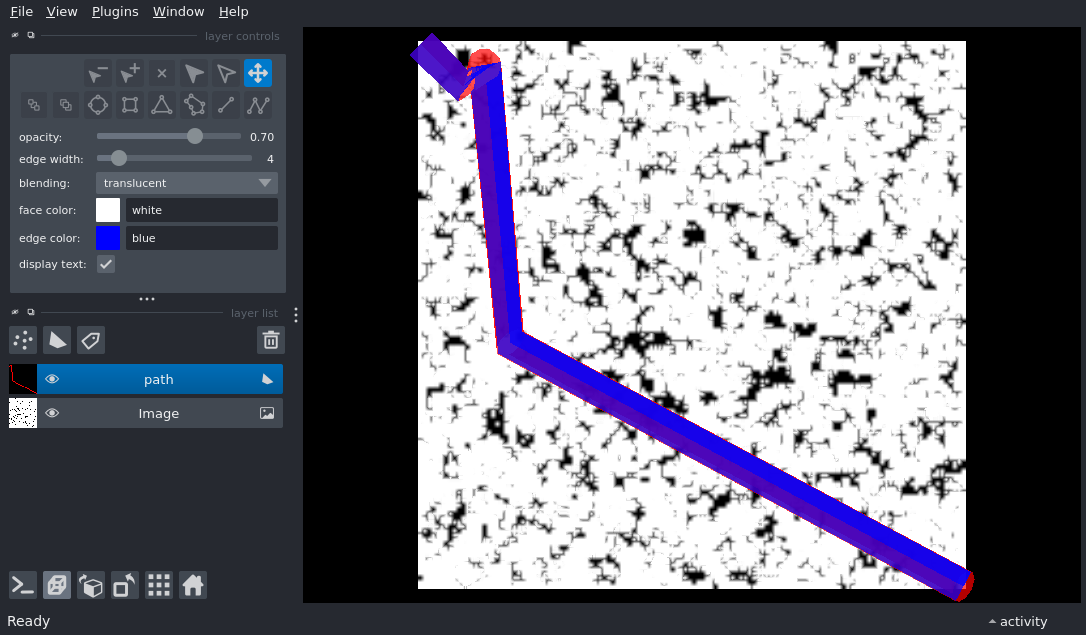 File View Plugins Window Help
layer controls
opacity: 0.70
edge width: 4
blending: translucent
face color: white
edge color: blue
display text:
layer list
path
Image
Ready
activity